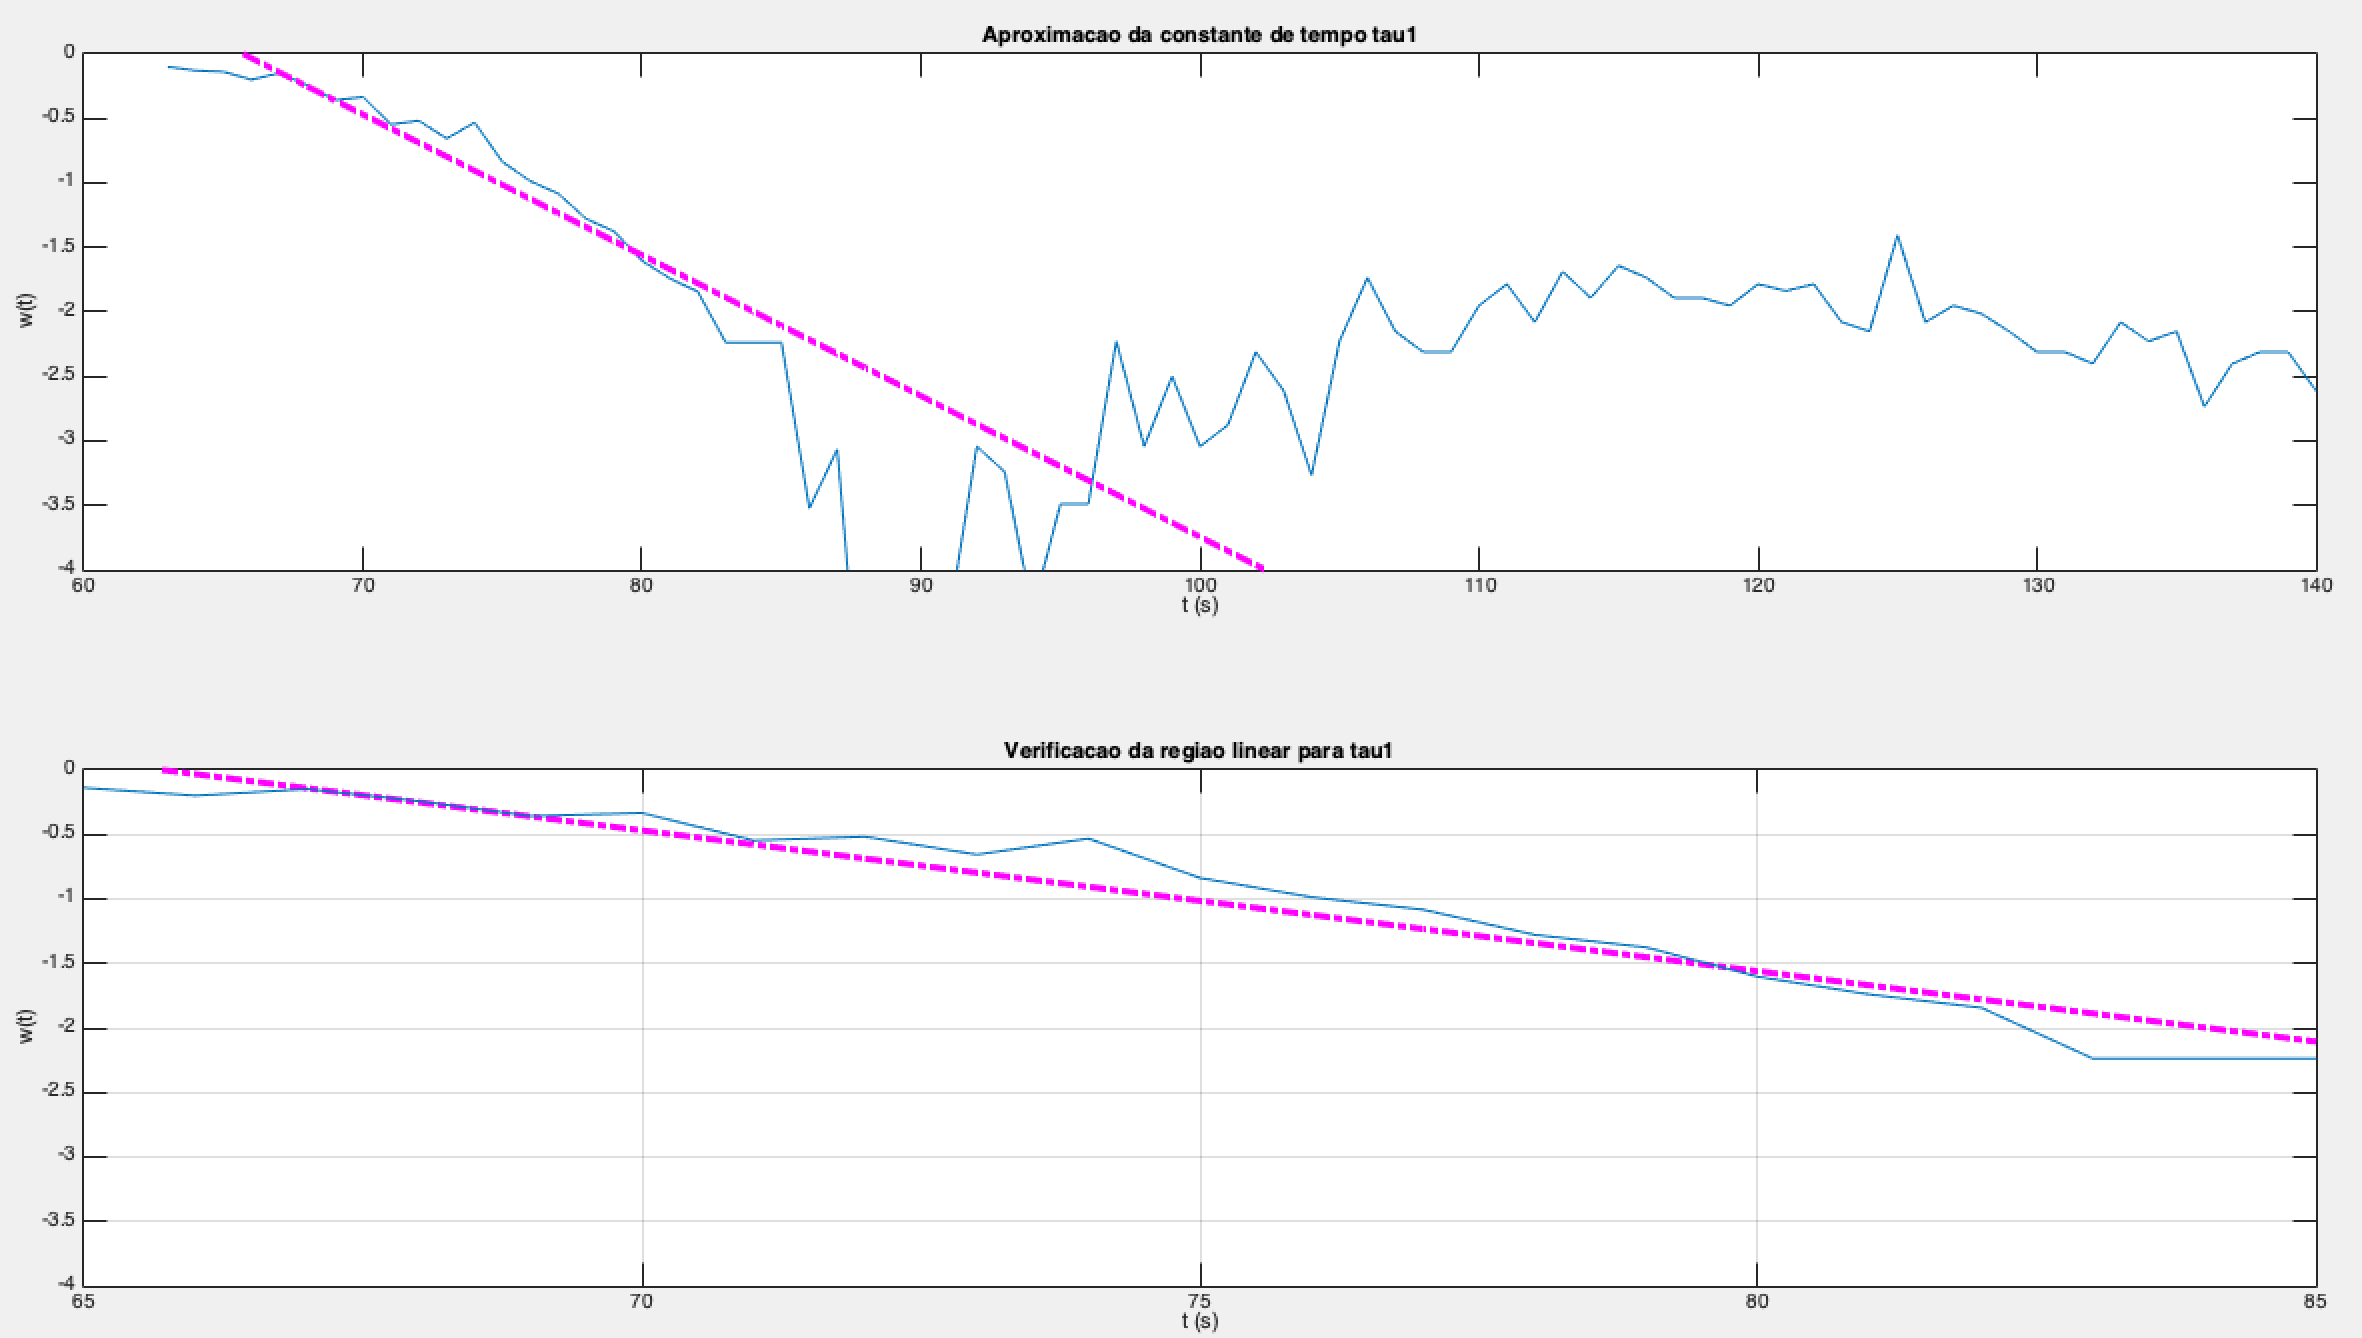 Aproximacao da constante de tempo tau1
0
-0.5
-1
-1.5
-2
-2.5
-3
-3.5
-4
w(t)
60 70 80 90 100 110 120 130 140
t (s)
Verificacao da regiao linear para tau1
0
-0.5
-1
-1.5
-2
-2.5
-3
-3.5
-4
w(t)
65 70 75 80 85
t (s)